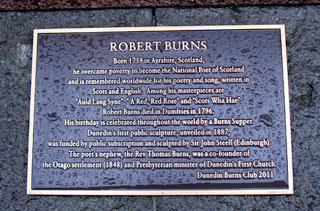 ROBERT BURNS
Born 1759 in Ayrshire, Scotland,
he overcame poverty to become the National Poet of Scotland
and is remembered worldwide for his poetry and song, written in
Scots and English. Among his masterpieces are
"Auld Lang Syne", "A Red, Red Rose" and "Scots Wha Hae".
Robert Burns died in Dumfries in 1796.
His birthday is celebrated throughout the world by a Burns Supper.
Dunedin's first public sculpture, unveiled in 1887,
was funded by public subscription and sculpted by Sir John Steell (Edinburgh).
The poet's nephew, the Rev Thomas Burns, was a co-founder of
the Otago settlement (1848) and Presbyterian minister of Dunedin's First Church.
Dunedin Burns Club 2011